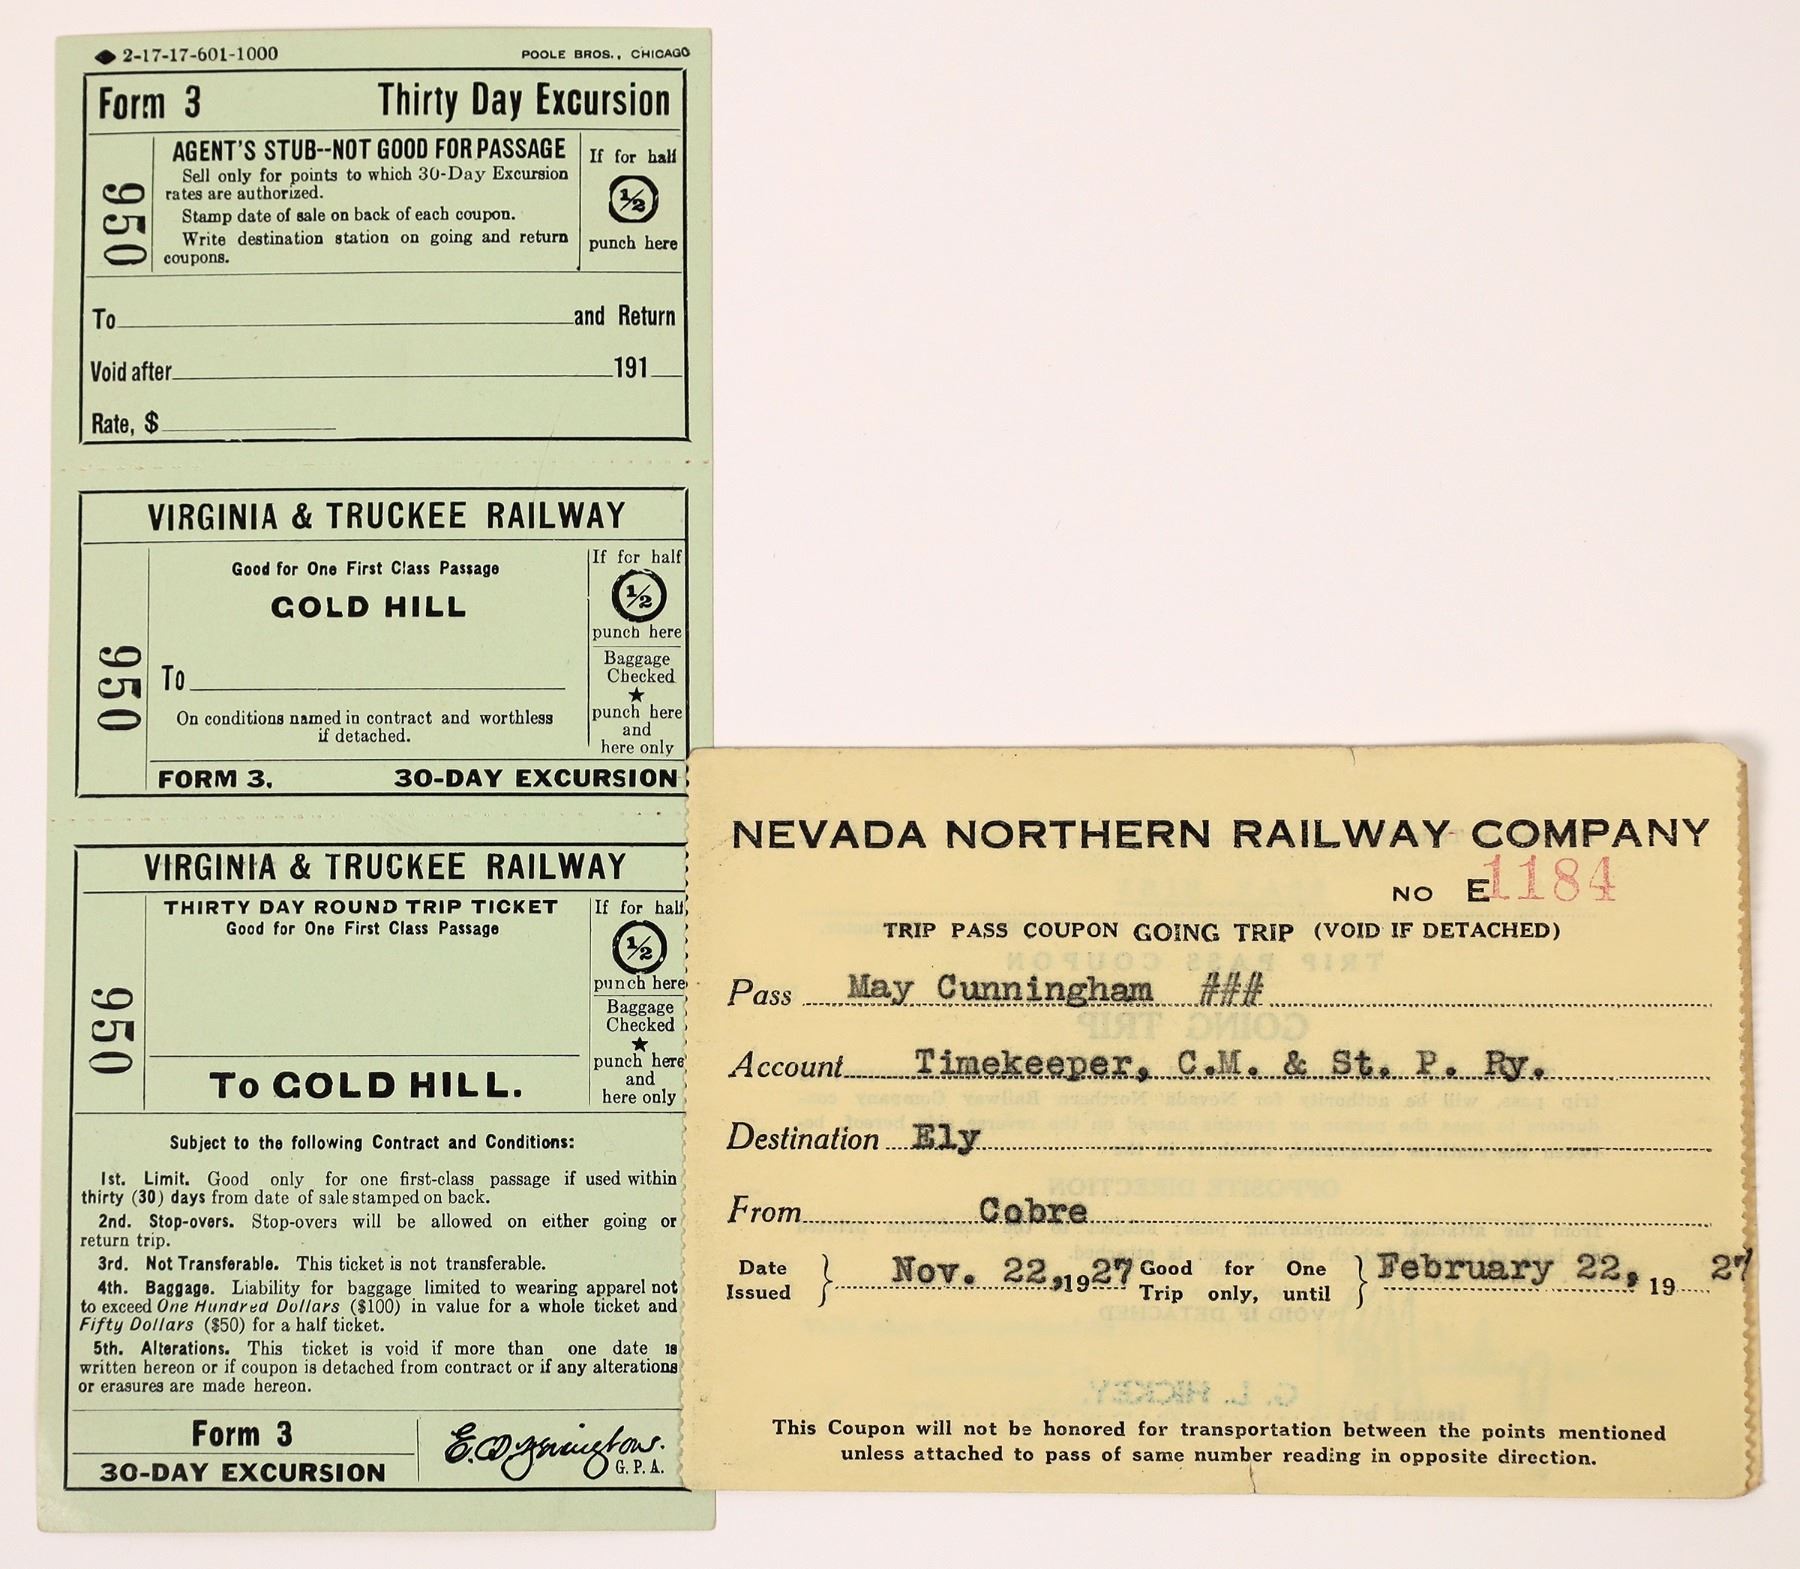 2-17-17-601-1000 POOLE BROS., CHICAGO
Form 3 Thirty Day Excursion
950
AGENT'S STUB--NOT GOOD FOR PASSAGE
Sell only for points to which 30-Day Excursion
rates are authorized.
Stamp date of sale on back of each coupon.
Write destination station on going and return
coupons.
If for half
1/2
punch here
To and Return
Void after 191
Rate, $
VIRGINIA & TRUCKEE RAILWAY
950
Good for One First Class Passage
GOLD HILL
To
On conditions named in contract and worthless
if detached.
If for half
1/2
punch here
Baggage
Checked
★
punch here
and
here only
FORM 3. 30-DAY EXCURSION
VIRGINIA & TRUCKEE RAILWAY
950
THIRTY DAY ROUND TRIP TICKET
Good for One First Class Passage
To GOLD HILL.
If for half
1/2
punch here
Baggage
Checked
★
punch here
and
here only
Subject to the following Contract and Conditions:
1st. Limit. Good only for one first-class passage if used within
thirty (30) days from date of sale stamped on back.
2nd. Stop-overs. Stop-overs will be allowed on either going or
return trip.
3rd. Not Transferable. This ticket is not transferable.
4th. Baggage. Liability for baggage limited to wearing apparel not
to exceed One Hundred Dollars ($100) in value for a whole ticket and
Fifty Dollars ($50) for a half ticket.
5th. Alterations. This ticket is void if more than one date is
written hereon or if coupon is detached from contract or if any alterations
or erasures are made hereon.
Form 3
30-DAY EXCURSION
G.P.A.
NEVADA NORTHERN RAILWAY COMPANY
NO E1184
TRIP PASS COUPON GOING TRIP (VOID IF DETACHED)
Pass May Cunningham ###
Account Timekeeper, C.M. & St. P. Ry.
Destination Ely
From Cobre
Date Issued } Nov. 22, 1927 Good for One Trip only, until } February 22, 19 27
This Coupon will not be honored for transportation between the points mentioned
unless attached to pass of same number reading in opposite direction.